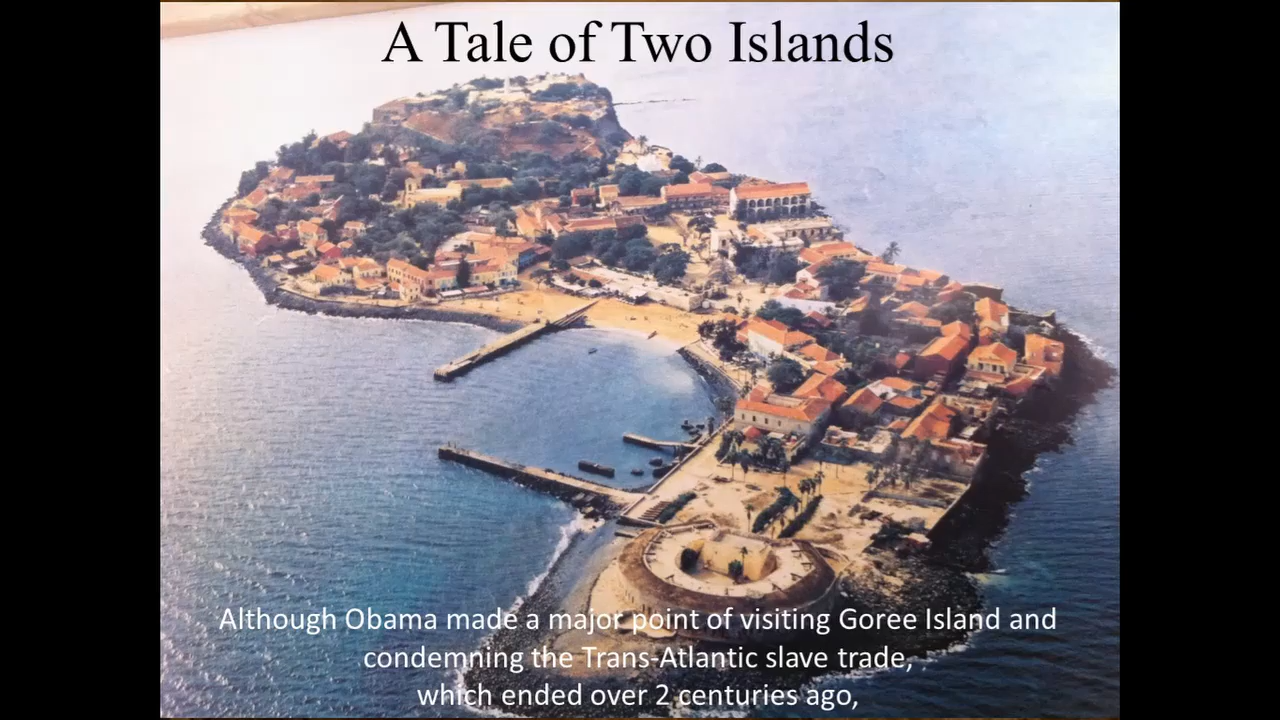 A Tale of Two Islands
Although Obama made a major point of visiting Goree Island and
condemning the Trans-Atlantic slave trade,
which ended over 2 centuries ago,